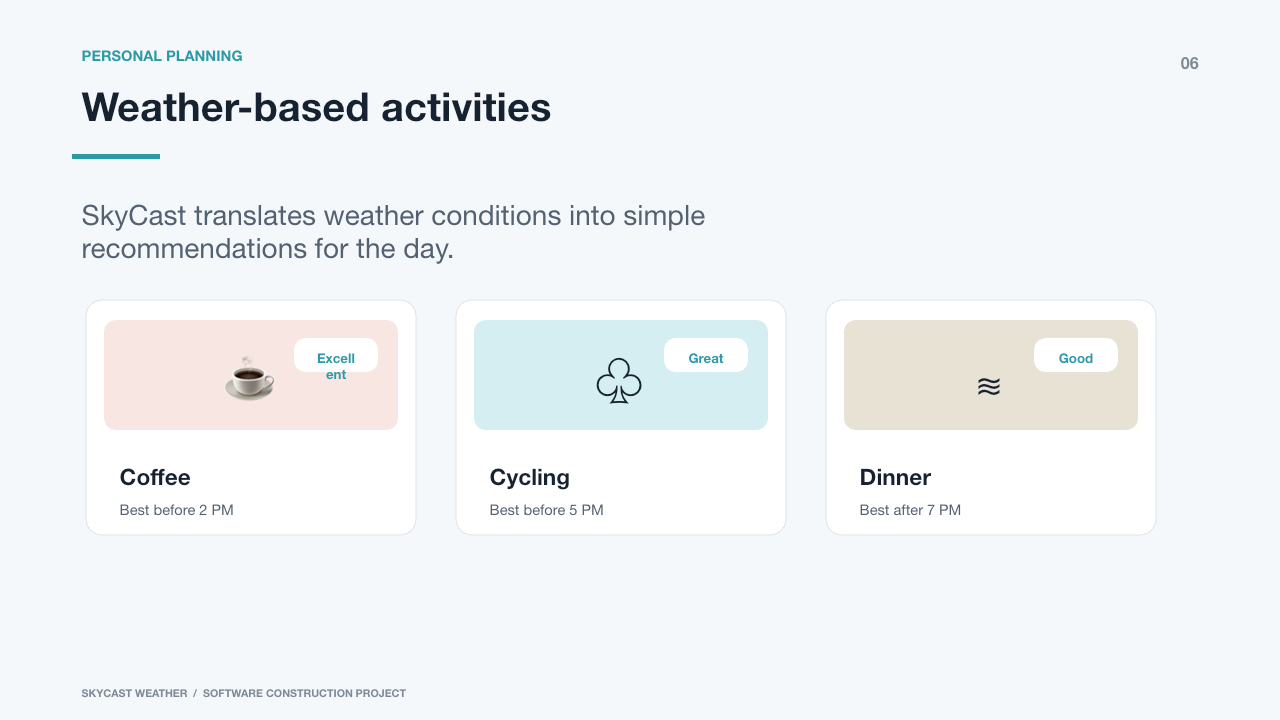 PERSONAL PLANNING
06
Weather-based activities
SkyCast translates weather conditions into simple
recommendations for the day.
Excell
ent
Great
Good
≋
Coffee
Cycling
Dinner
Best before 2 PM
Best before 5 PM
Best after 7 PM
SKYCAST WEATHER / SOFTWARE CONSTRUCTION PROJECT